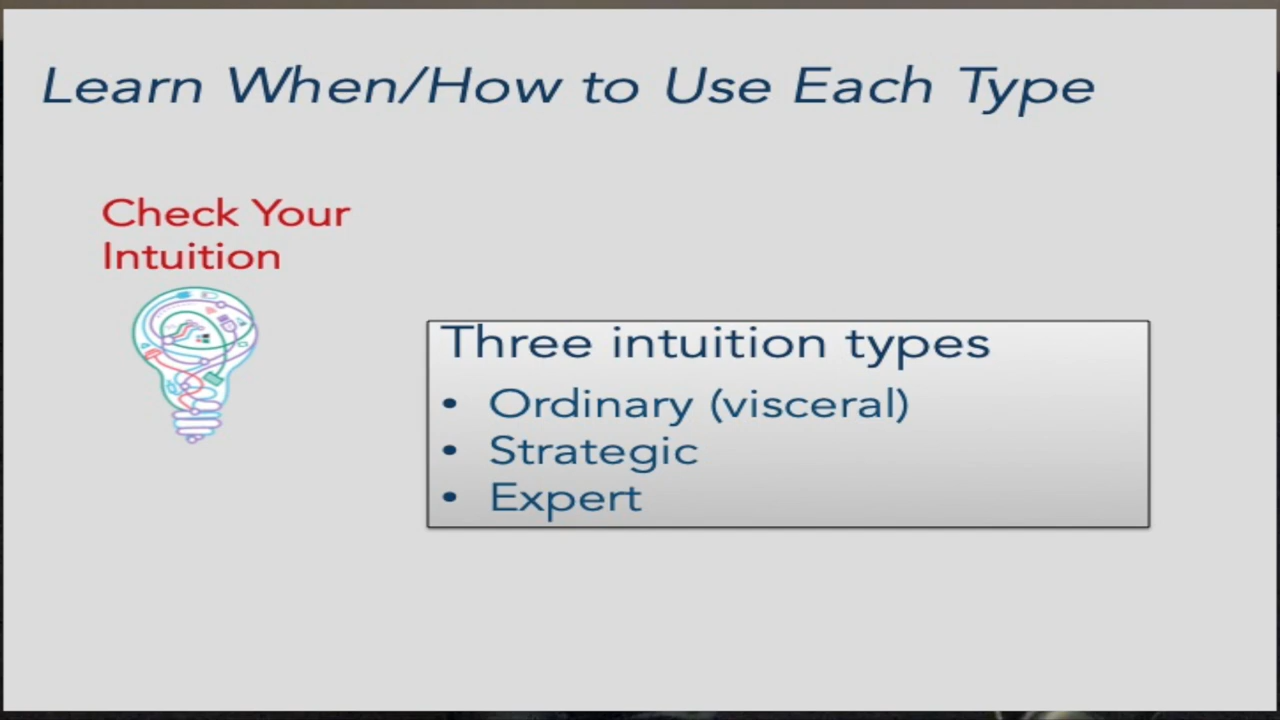 Learn When/How to Use Each Type
Check Your
Intuition
Three intuition types
• Ordinary (visceral)
• Strategic
• Expert